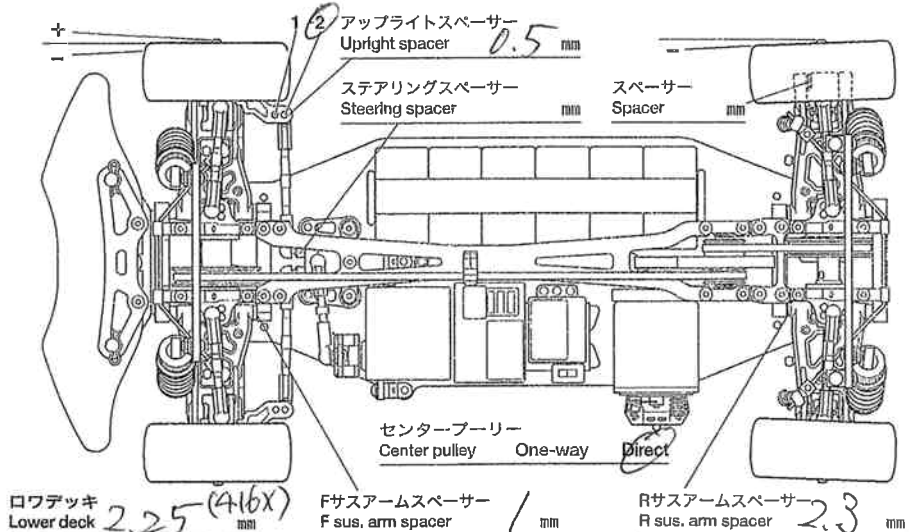 1 2 アップライトスペーサー
Upright spacer 0.5 mm
+
-
-
ステアリングスペーサー
Steering spacer mm
スペーサー
Spacer mm
センタープーリー
Center pulley One-way Direct
ロワデッキ
Lower deck 2.25 (416X) mm
Fサスアームスペーサー
F sus. arm spacer 1 mm
Rサスアームスペーサー
R sus. arm spacer 2.3 mm